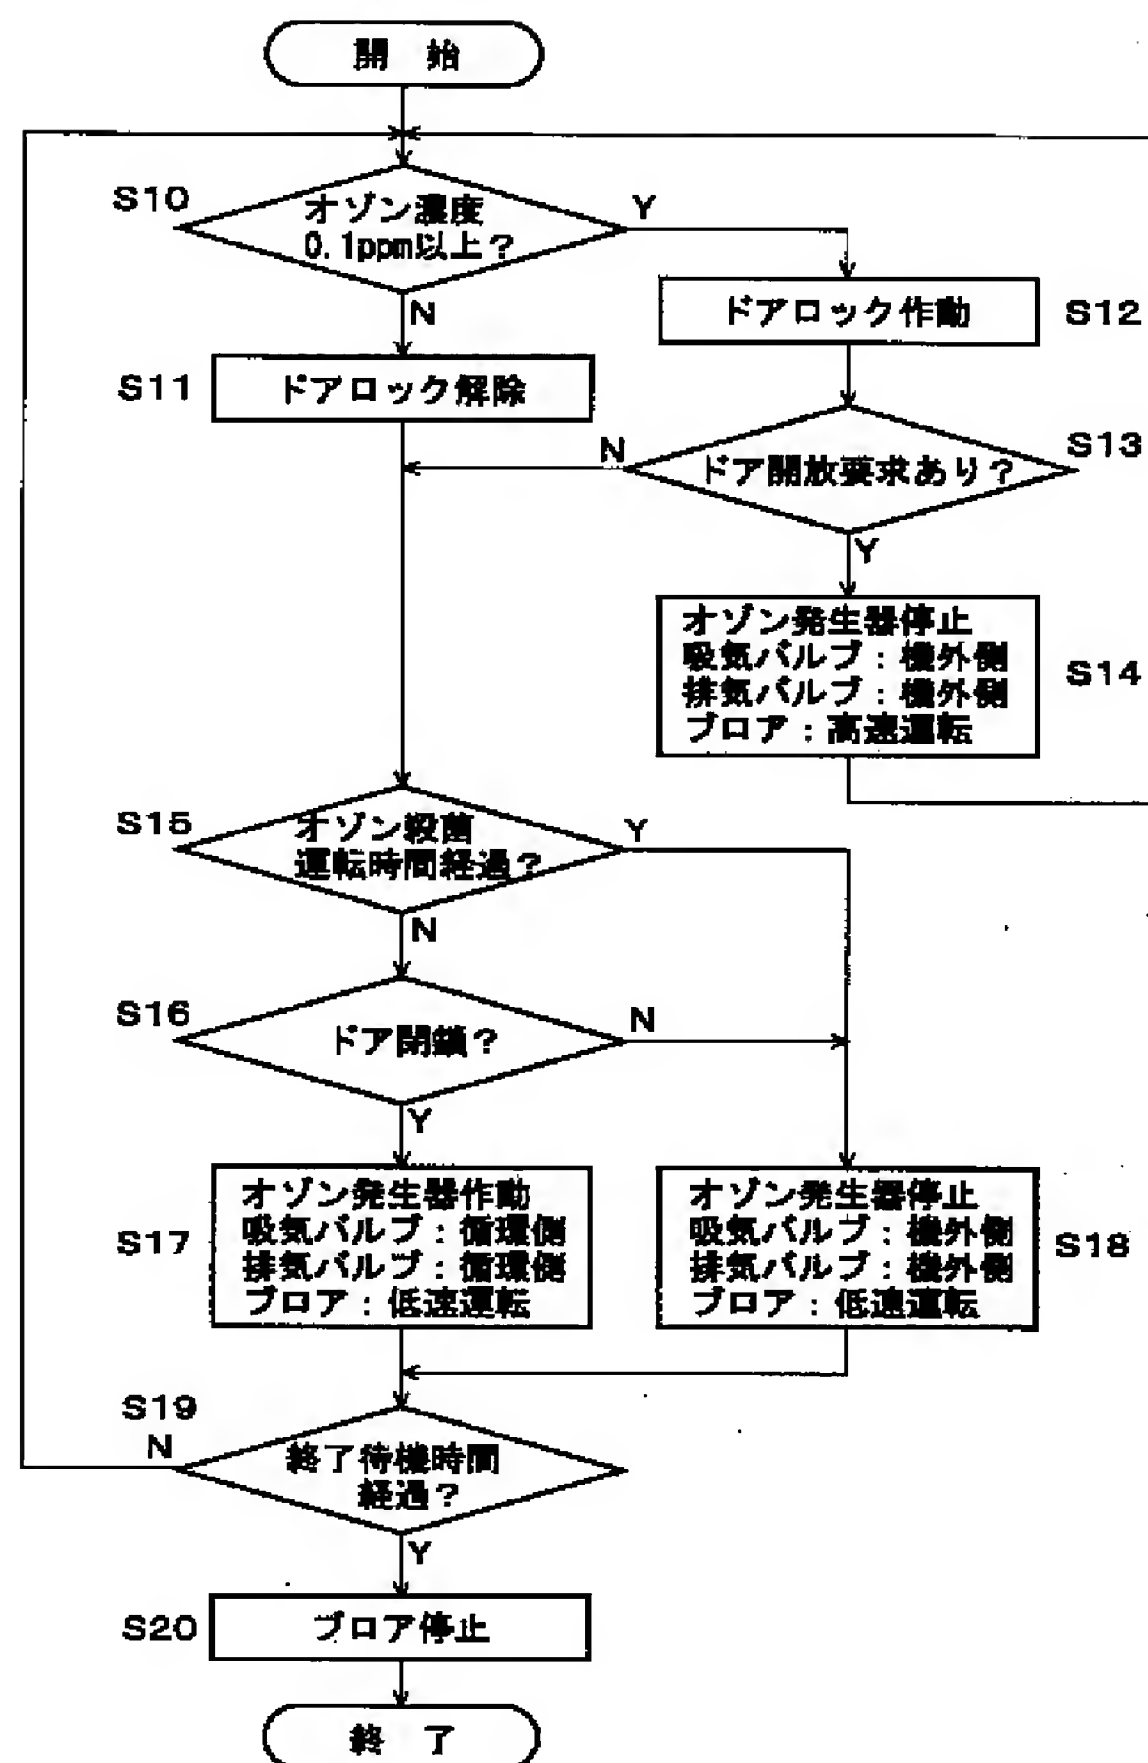 開 始
S10
オゾン濃度
0.1ppm以上?
Y
N
ドアロック作動
S12
S11
ドアロック解除
S13
N
ドア開放要求あり?
Y
オゾン発生器停止
吸気バルブ:機外側
排気バルブ:機外側
ブロア:高速運転
S14
S15
オゾン殺菌
運転時間経過?
Y
N
S16
ドア閉鎖?
N
Y
S17
オゾン発生器作動
吸気バルブ:循環側
排気バルブ:循環側
ブロア:低速運転
オゾン発生器停止
吸気バルブ:機外側
排気バルブ:機外側
ブロア:低速運転
S18
S19
N
終了待機時間
経過?
Y
S20
ブロア停止
終 了